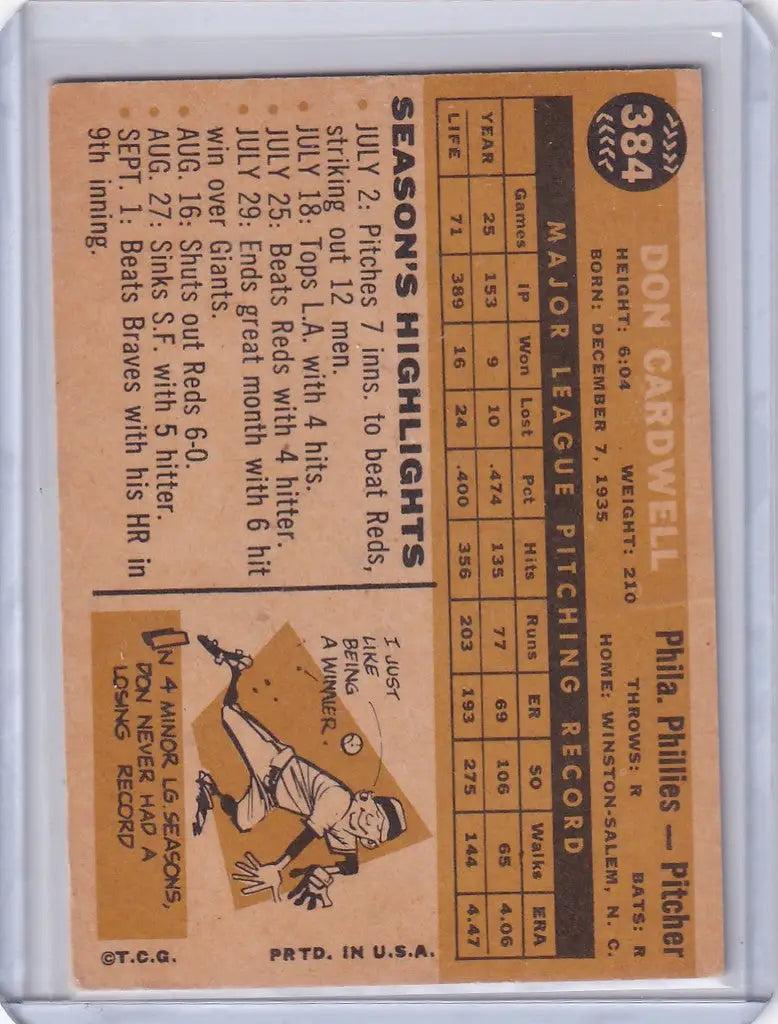 384
DON CARDWELL
Phila. Phillies — Pitcher
HEIGHT: 6:04 WEIGHT: 210 THROWS: R BATS: R
BORN: DECEMBER 7, 1935 HOME: WINSTON-SALEM, N. C.
MAJOR LEAGUE PITCHING RECORD
Games IP Won Lost Pct Hits Runs ER SO Walks ERA
YEAR 25 153 9 10 .474 135 77 69 106 65 4.06
LIFE 71 389 16 24 .400 356 203 193 275 144 4.47
SEASON'S HIGHLIGHTS
• JULY 2: Pitches 7 inns. to beat Reds,
striking out 12 men.
• JULY 18: Tops L.A. with 4 hits.
• JULY 25: Beats Reds with 4 hitter.
• JULY 29: Ends great month with 6 hit
win over Giants.
• AUG. 16: Shuts out Reds 6-0.
• AUG. 27: Sinks S.F. with 5 hitter.
• SEPT. 1: Beats Braves with his HR in
9th inning.
I JUST
LIKE
BEING
A WINNER.
IN 4 MINOR LG. SEASONS,
DON NEVER HAD A
LOSING RECORD
©T.C.G. PRTD. IN U.S.A.